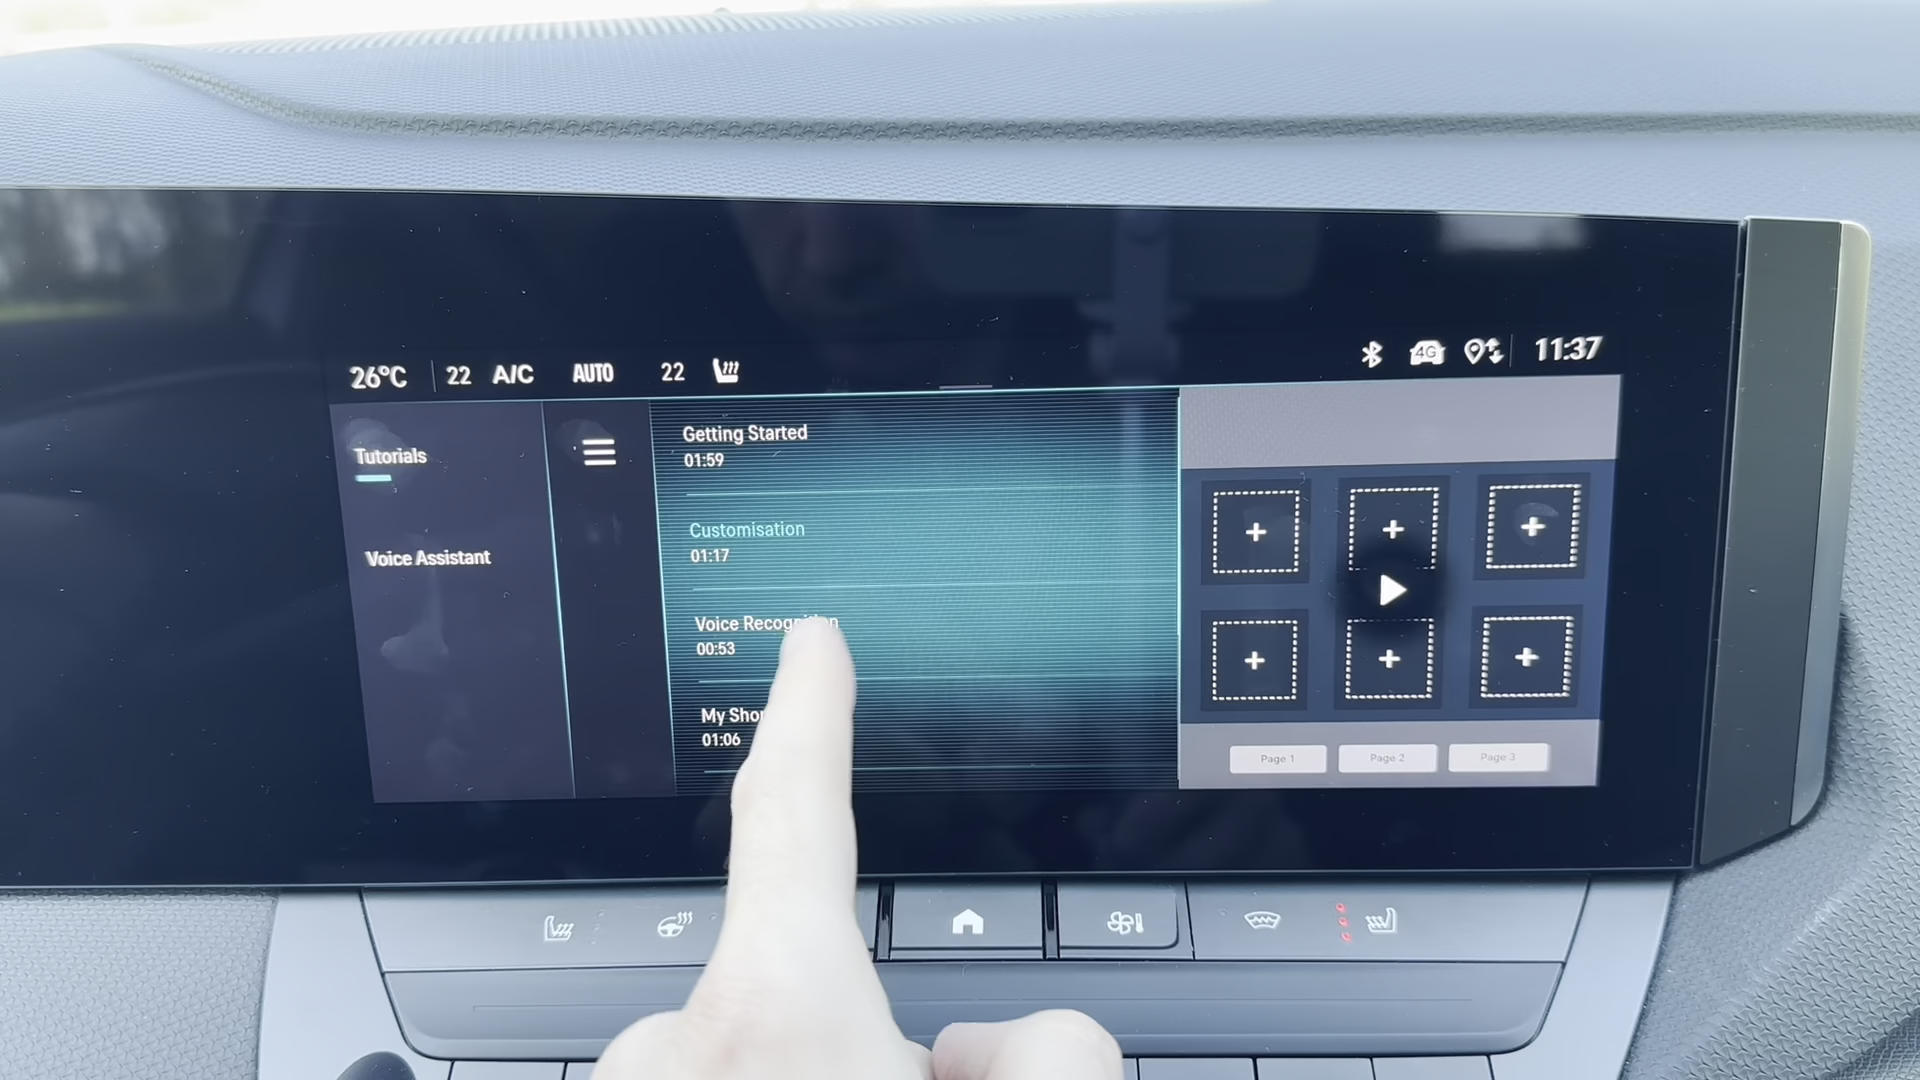 26°C 22 A/C AUTO 22
4G 11:37
Tutorials
Voice Assistant
Getting Started
01:59
Customisation
01:17
Voice Recognition
00:53
My
01:06
Page 1 Page 2 Page 3